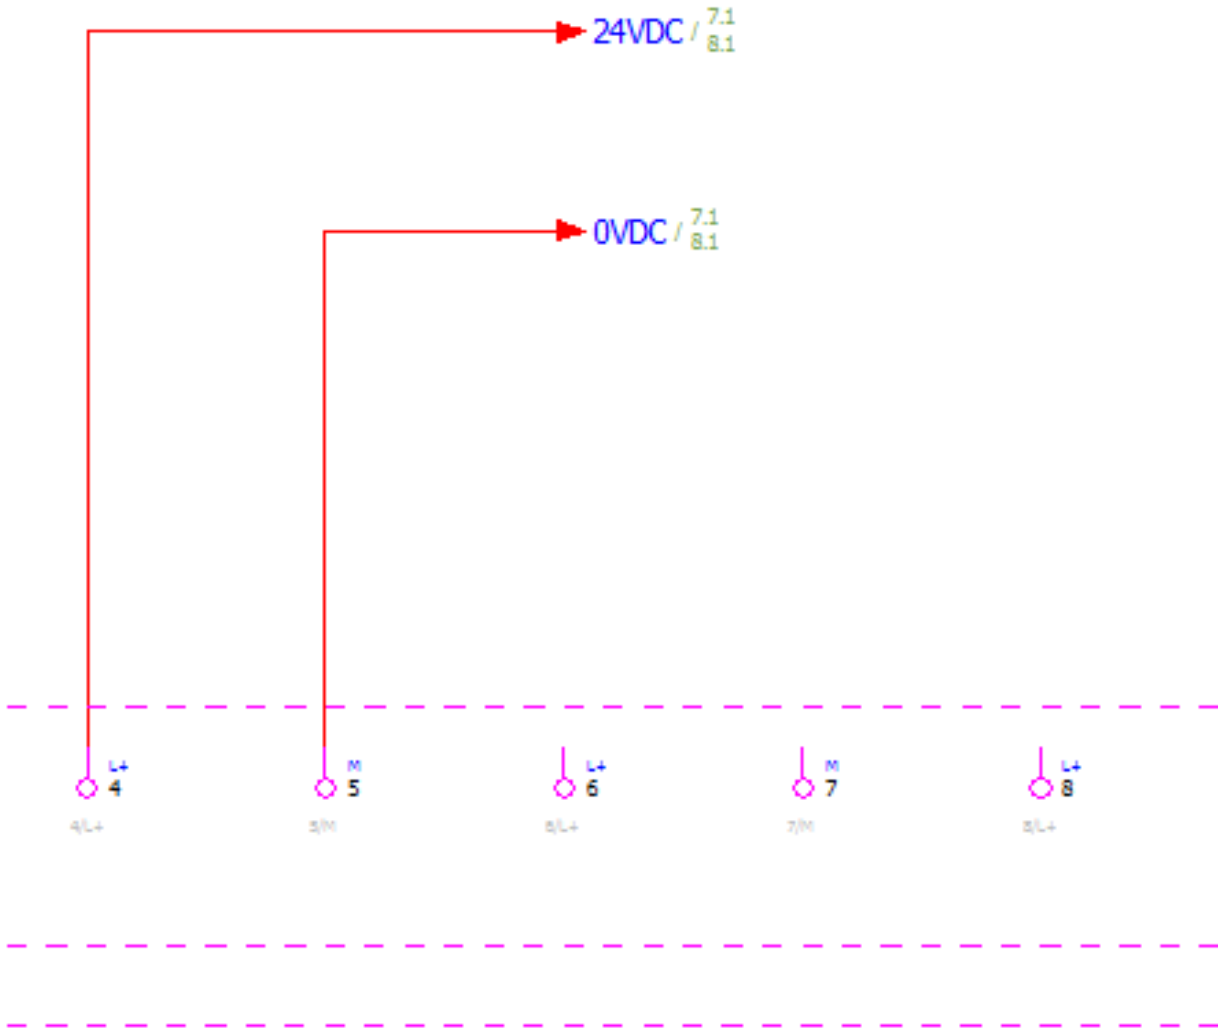 24VDC / 7.1
8.1
0VDC / 7.1
8.1
L+ M L+ M L+
4 5 6 7 8
4/L+ 5/M 6/L+ 7/M 8/L+